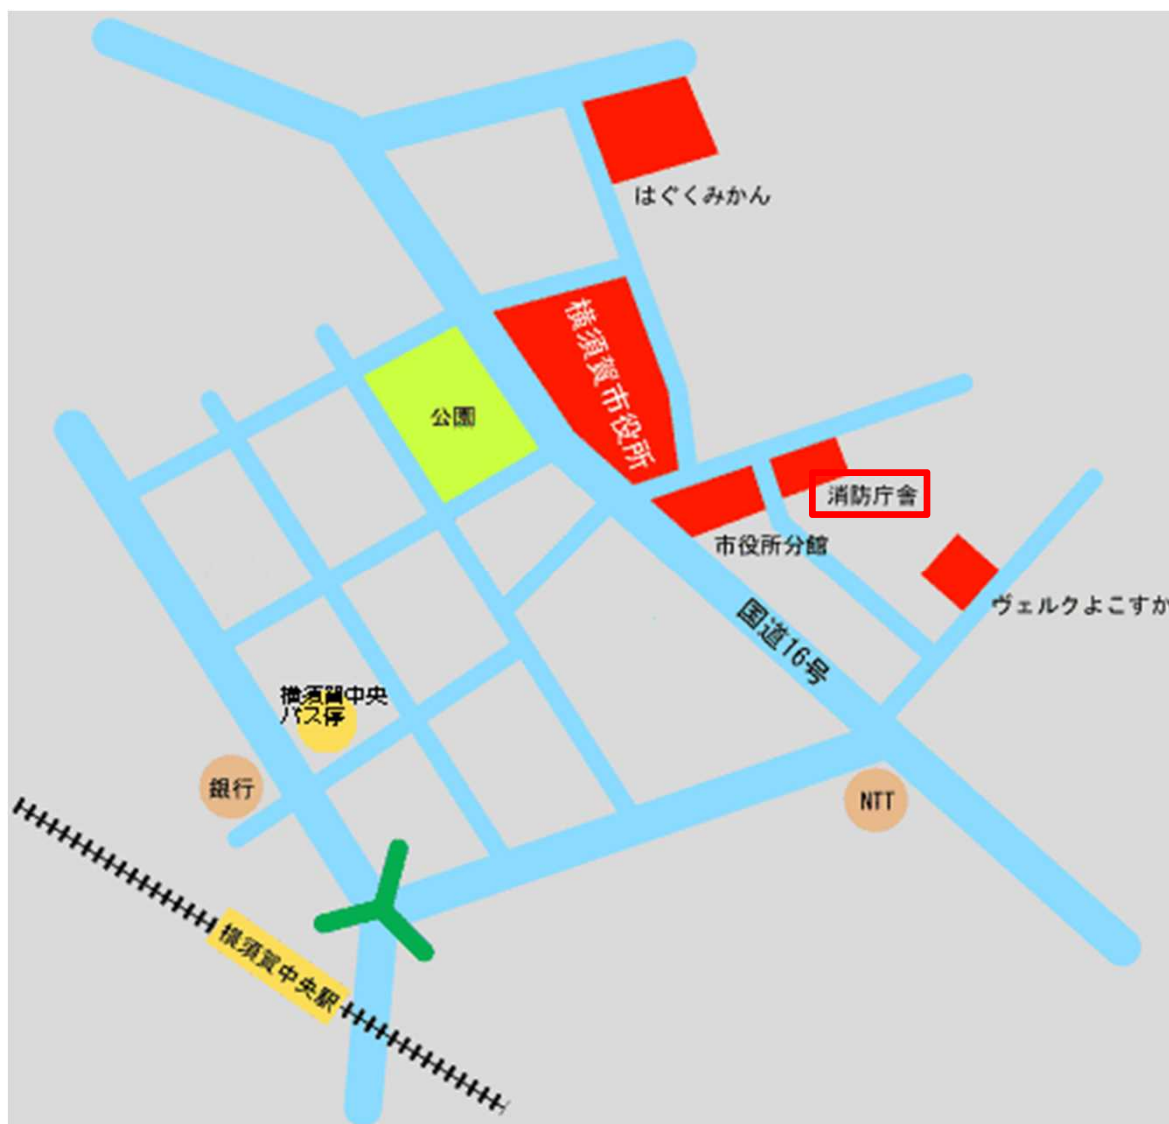 はぐくみかん
横須賀市役所
公園
消防庁舎
市役所分館
ヴェルクよこすか
国道16号
横須賀中央
バス停
銀行
NTT
横須賀中央駅